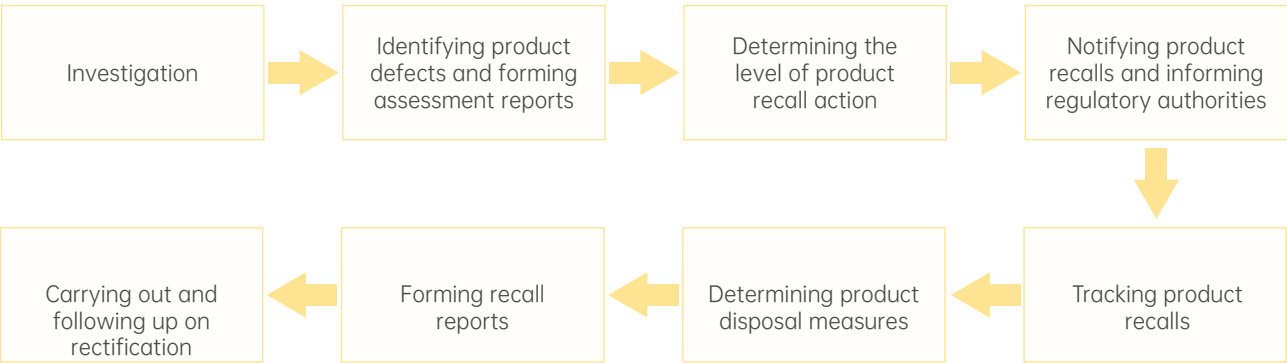 Investigation
Identifying product
defects and forming
assessment reports
Determining the
level of product
recall action
Notifying product
recalls and informing
regulatory authorities
Tracking product
recalls
Determining product
disposal measures
Forming recall
reports
Carrying out and
following up on
rectification